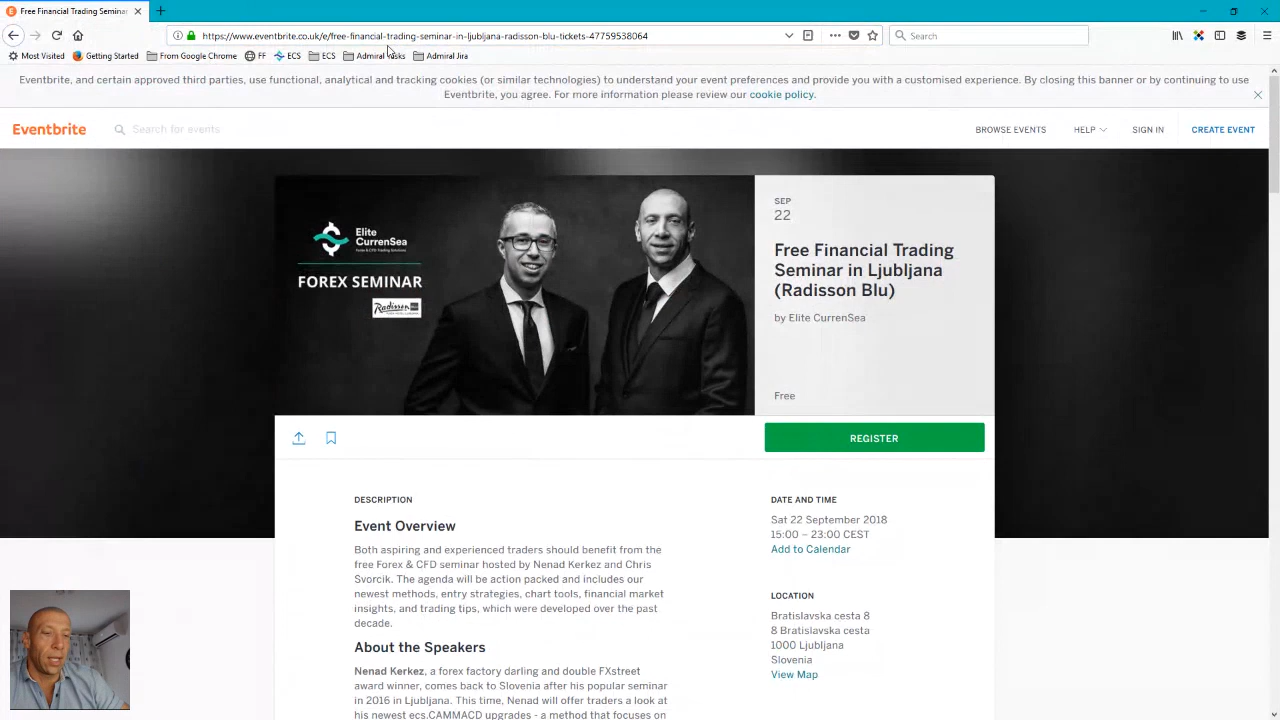 Free Financial Trading Seminar
https://www.eventbrite.co.uk/e/free-financial-trading-seminar-in-ljubljana-radisson-blu-tickets-47759538064
Search
Most Visited Getting Started From Google Chrome FF ECS ECS Admiral Tasks Admiral Jira
Eventbrite, and certain approved third parties, use functional, analytical and tracking cookies (or similar technologies) to understand your event preferences and provide you with a customised experience. By closing this banner or by continuing to use
Eventbrite, you agree. For more information please review our cookie policy.
Eventbrite Search for events BROWSE EVENTS HELP SIGN IN CREATE EVENT
Elite
CurrenSea
Forex & CFD Trading Solutions
FOREX SEMINAR
Radisson
SEP
22
Free Financial Trading
Seminar in Ljubljana
(Radisson Blu)
by Elite CurrenSea
Free
REGISTER
DESCRIPTION
Event Overview
Both aspiring and experienced traders should benefit from the
free Forex & CFD seminar hosted by Nenad Kerkez and Chris
Svorcik. The agenda will be action packed and includes our
newest methods, entry strategies, chart tools, financial market
insights, and trading tips, which were developed over the past
decade.
About the Speakers
Nenad Kerkez, a forex factory darling and double FXstreet
award winner, comes back to Slovenia after his popular seminar
in 2016 in Ljubljana. This time, Nenad will offer traders a look at
his newest ecs.CAMMACD upgrades - a method that focuses on
DATE AND TIME
Sat 22 September 2018
15:00 – 23:00 CEST
Add to Calendar
LOCATION
Bratislavska cesta 8
8 Bratislavska cesta
1000 Ljubljana
Slovenia
View Map